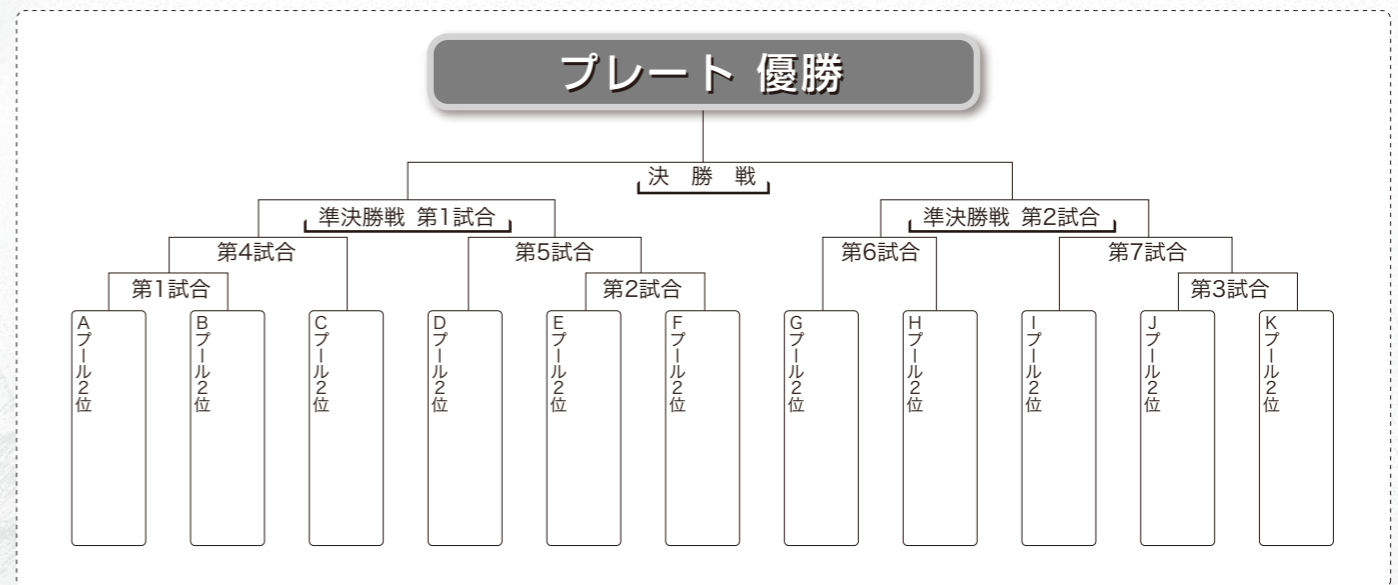 プレート 優勝
決 勝 戦
準決勝戦 第1試合
準決勝戦 第2試合
第4試合
第5試合
第6試合
第7試合
第1試合
第2試合
第3試合
Aプール2位
Bプール2位
Cプール2位
Dプール2位
Eプール2位
Fプール2位
Gプール2位
Hプール2位
Iプール2位
Jプール2位
Kプール2位